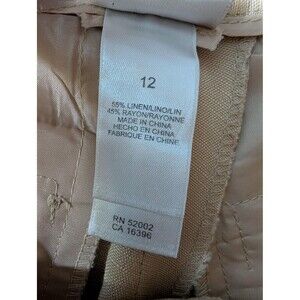 12
55% LINEN/LINO/LIN
45% RAYON/RAYONNE
MADE IN CHINA
HECHO EN CHINA
FABRIQUE EN CHINE
RN 52002
CA 16396